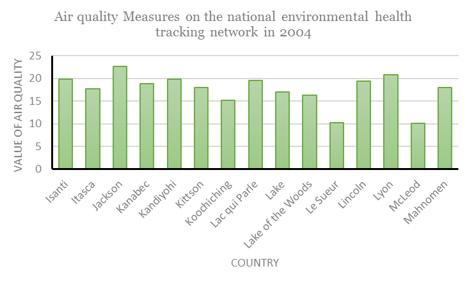 Air quality Measures on the national environmental health
tracking network in 2004
VALUE OF AIR QUALITY
25
20
15
10
5
0
Isanti
Itasca
Jackson
Kanabec
Kandiyohi
Kittson
Koochiching
Lac qui Parle
Lake
Lake of the Woods
Le Sueur
Lincoln
Lyon
McLeod
Mahnomen
COUNTRY